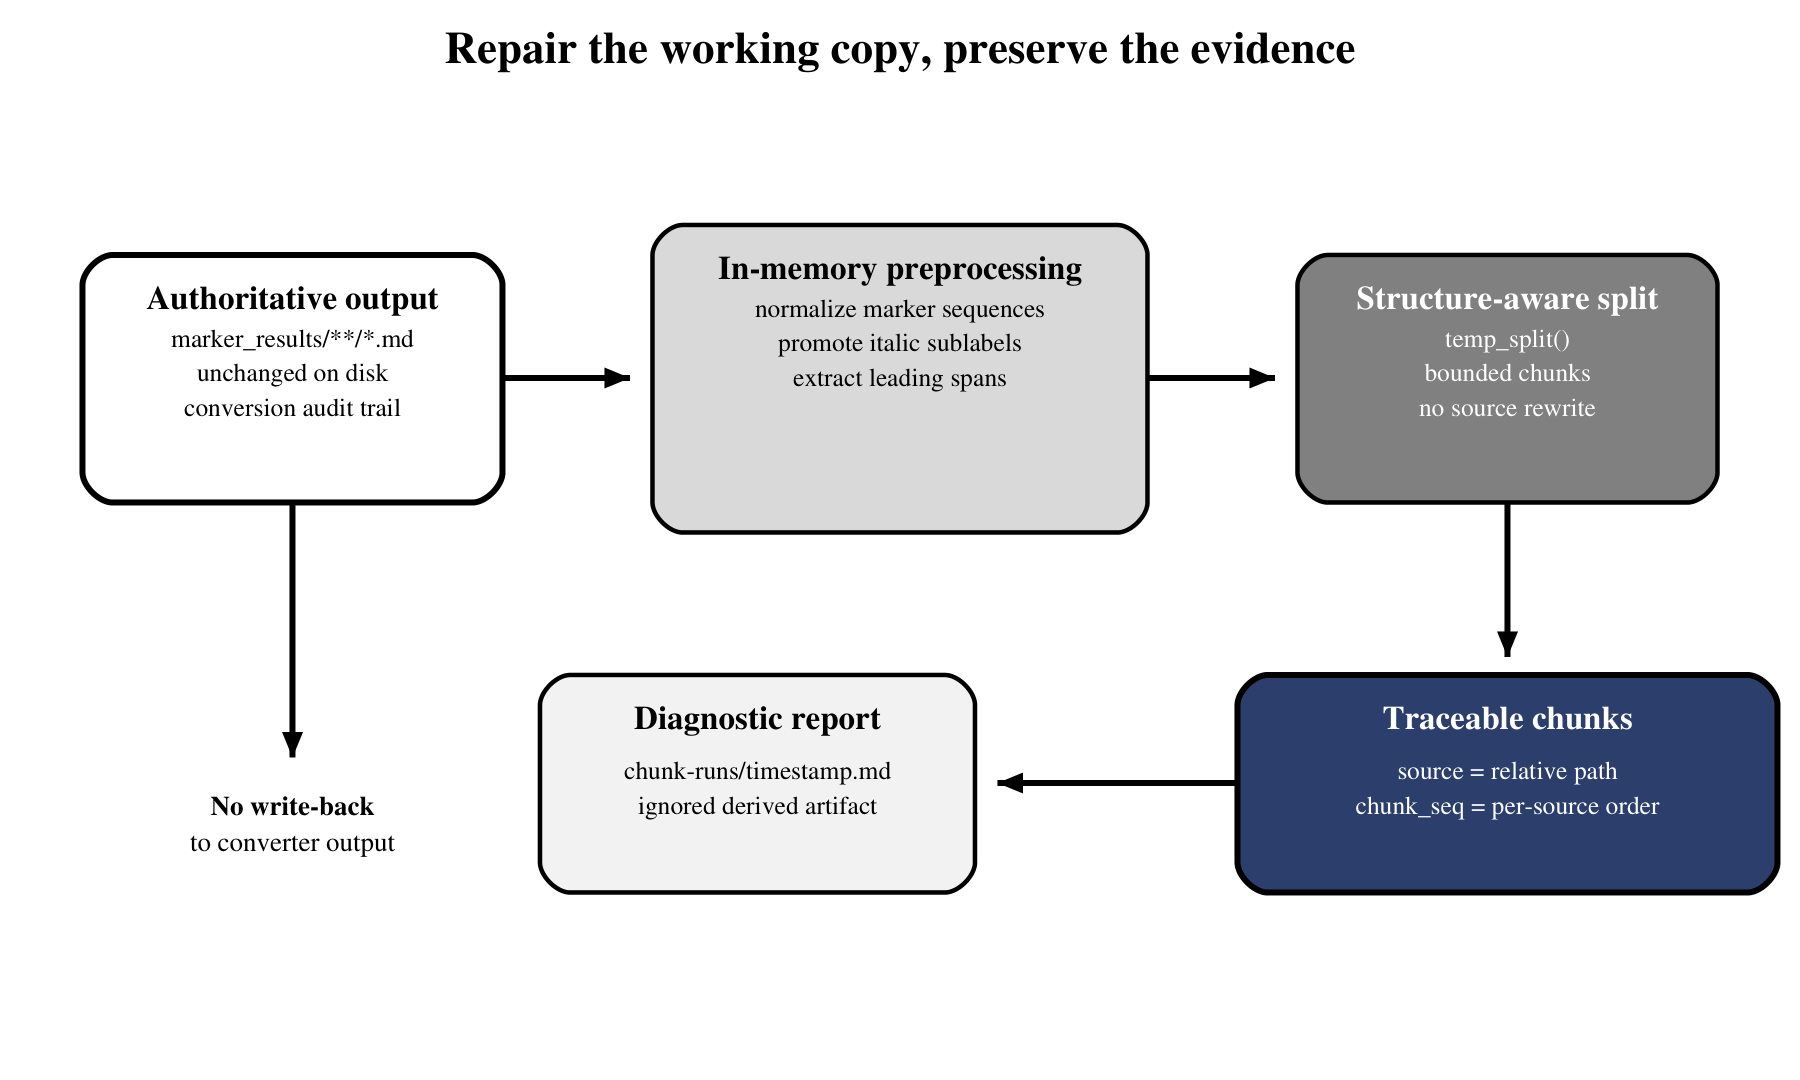 Repair the working copy, preserve the evidence
Authoritative output
marker_results/**/*.md
unchanged on disk
conversion audit trail
In-memory preprocessing
normalize marker sequences
promote italic sublabels
extract leading spans
Structure-aware split
temp_split()
bounded chunks
no source rewrite
No write-back
to converter output
Diagnostic report
chunk-runs/timestamp.md
ignored derived artifact
Traceable chunks
source = relative path
chunk_seq = per-source order